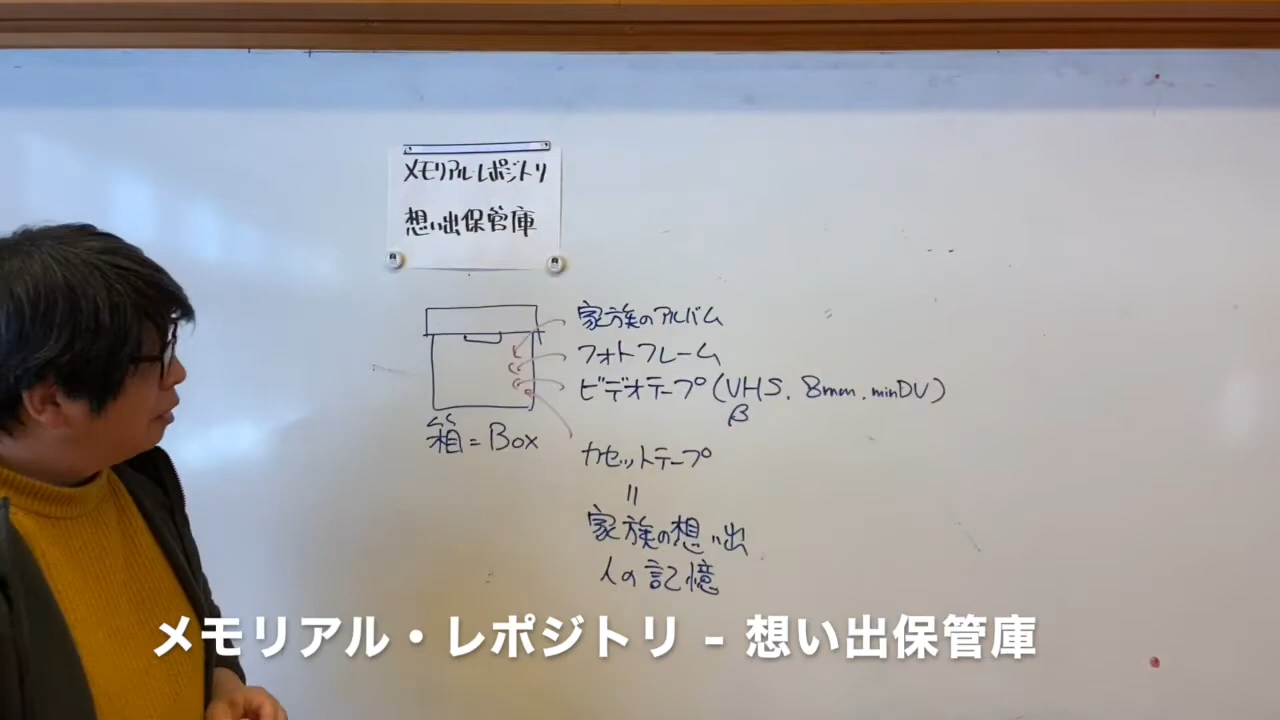 メモリアル・レポジトリ
想い出保管庫
家族のアルバム
フォトフレーム
ビデオテープ(VHS. 8mm. minDV)
β
箱=Box
カセットテープ
=
家族の想い出
人の記憶
メモリアル・レポジトリ - 想い出保管庫